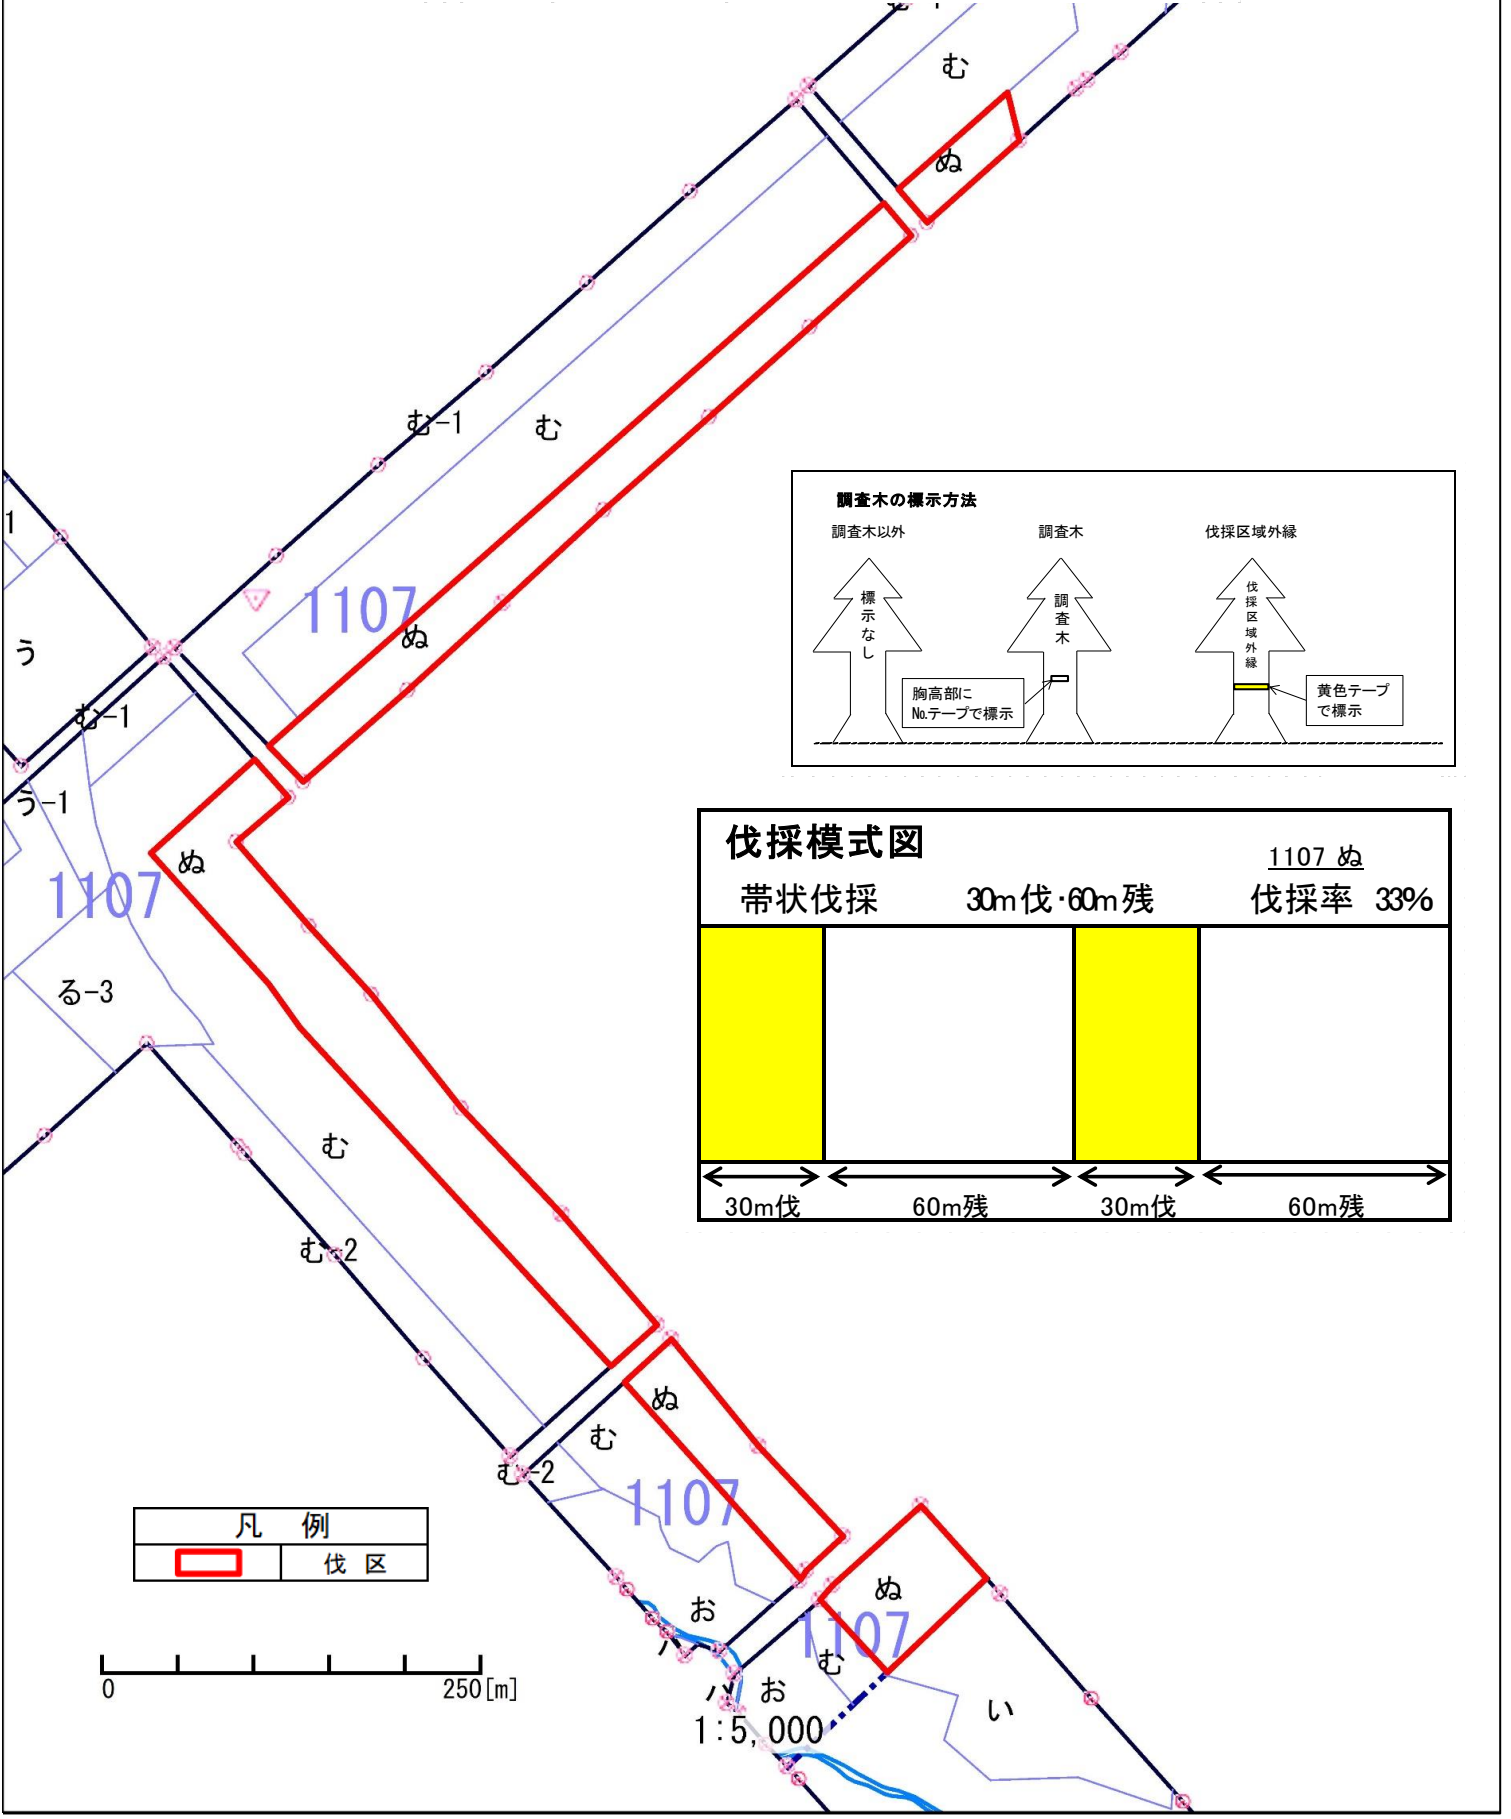 む
ぬ
む-1
む
1
1107
ぬ
う
む-1
う-1
ぬ
1107
る-3
む
む-2
ぬ
む
む-2
1107
お
ぬ
1107
む
お
い
ハ
ハ
調査木の標示方法
調査木以外
調査木
伐採区域外縁
標示なし
調査木
伐採区域外縁
胸高部に
No.テープで標示
黄色テープ
で標示
伐採模式図
1107 ぬ
帯状伐採 30m伐・60m残 伐採率 33%
30m伐 60m残 30m伐 60m残
凡 例
伐 区
0 250[m]
1:5,000